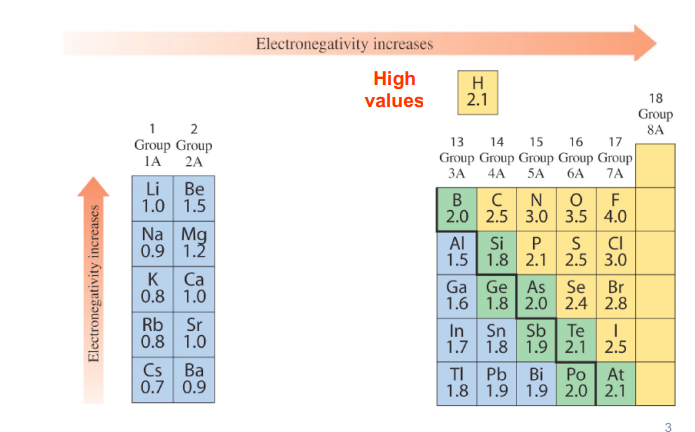 Electronegativity increases
High
values
H
2.1
18
Group
8A
1 2
Group Group
1A 2A
13 14 15 16 17
Group Group Group Group Group
3A 4A 5A 6A 7A
Electronegativity increases
Li Be B C N O F
1.0 1.5 2.0 2.5 3.0 3.5 4.0
Na Mg Al Si P S Cl
0.9 1.2 1.5 1.8 2.1 2.5 3.0
K Ca Ga Ge As Se Br
0.8 1.0 1.6 1.8 2.0 2.4 2.8
Rb Sr In Sn Sb Te I
0.8 1.0 1.7 1.8 1.9 2.1 2.5
Cs Ba Tl Pb Bi Po At
0.7 0.9 1.8 1.9 1.9 2.0 2.1
3